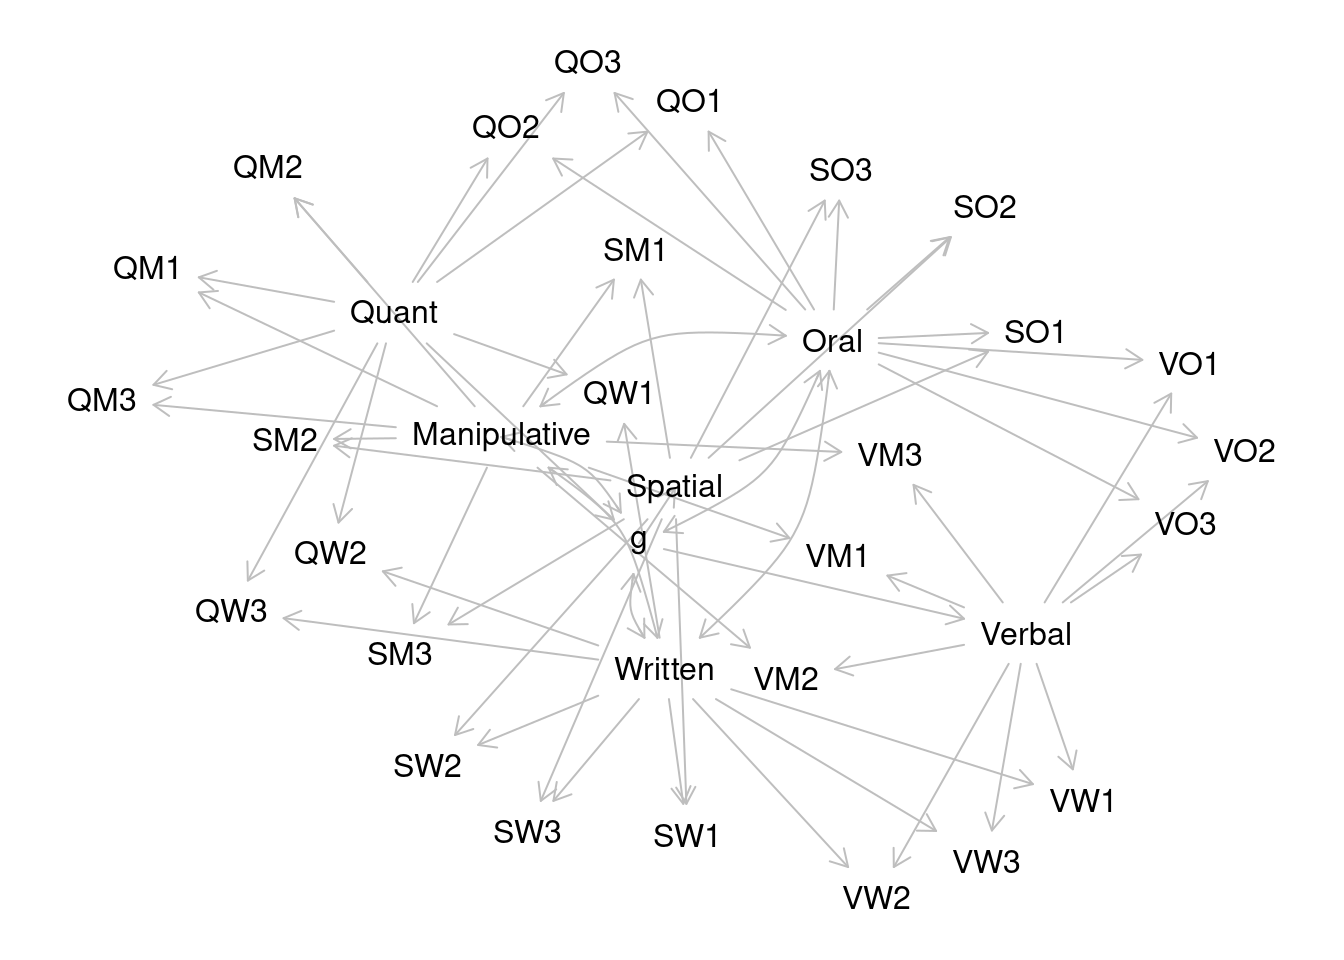 QO3
QO1
QO2
QM2
SO3
SO2
SM1
QM1
Quant
SO1
Oral
VO1
QW1
QM3
Manipulative
SM2
VO2
VM3
Spatial
VO3
g
QW2
VM1
QW3
Verbal
SM3
Written
VM2
SW2
VW1
SW3
SW1
VW3
VW2